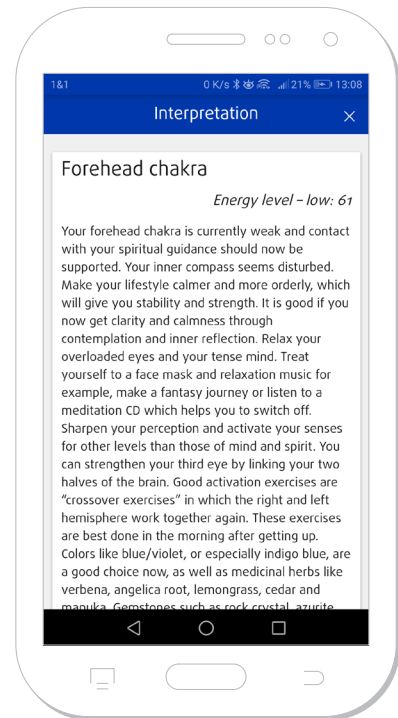 1&1 0 K/s 21% 13:08
Interpretation
Forehead chakra
Energy level – low: 61
Your forehead chakra is currently weak and contact
with your spiritual guidance should now be
supported. Your inner compass seems disturbed.
Make your lifestyle calmer and more orderly, which
will give you stability and strength. It is good if you
now get clarity and calmness through
contemplation and inner reflection. Relax your
overloaded eyes and your tense mind. Treat
yourself to a face mask and relaxation music for
example, make a fantasy journey or listen to a
meditation CD which helps you to switch off.
Sharpen your perception and activate your senses
for other levels than those of mind and spirit. You
can strengthen your third eye by linking your two
halves of the brain. Good activation exercises are
“crossover exercises” in which the right and left
hemisphere work together again. These exercises
are best done in the morning after getting up.
Colors like blue/violet, or especially indigo blue, are
a good choice now, as well as medicinal herbs like
verbena, angelica root, lemongrass, cedar and
manuka. Gemstones such as rock crystal, azurite